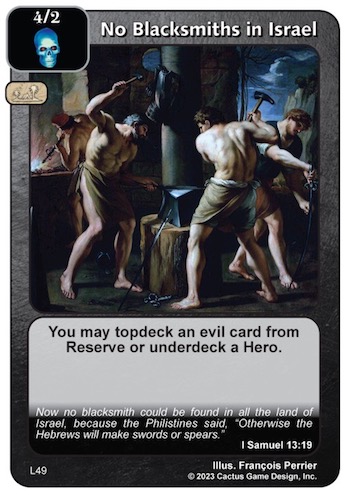 4/2
No Blacksmiths in Israel
You may topdeck an evil card from
Reserve or underdeck a Hero.
Now no blacksmith could be found in all the land of
Israel, because the Philistines said, “Otherwise the
Hebrews will make swords or spears.”
I Samuel 13:19
L49
Illus. François Perrier
© 2023 Cactus Game Design, Inc.